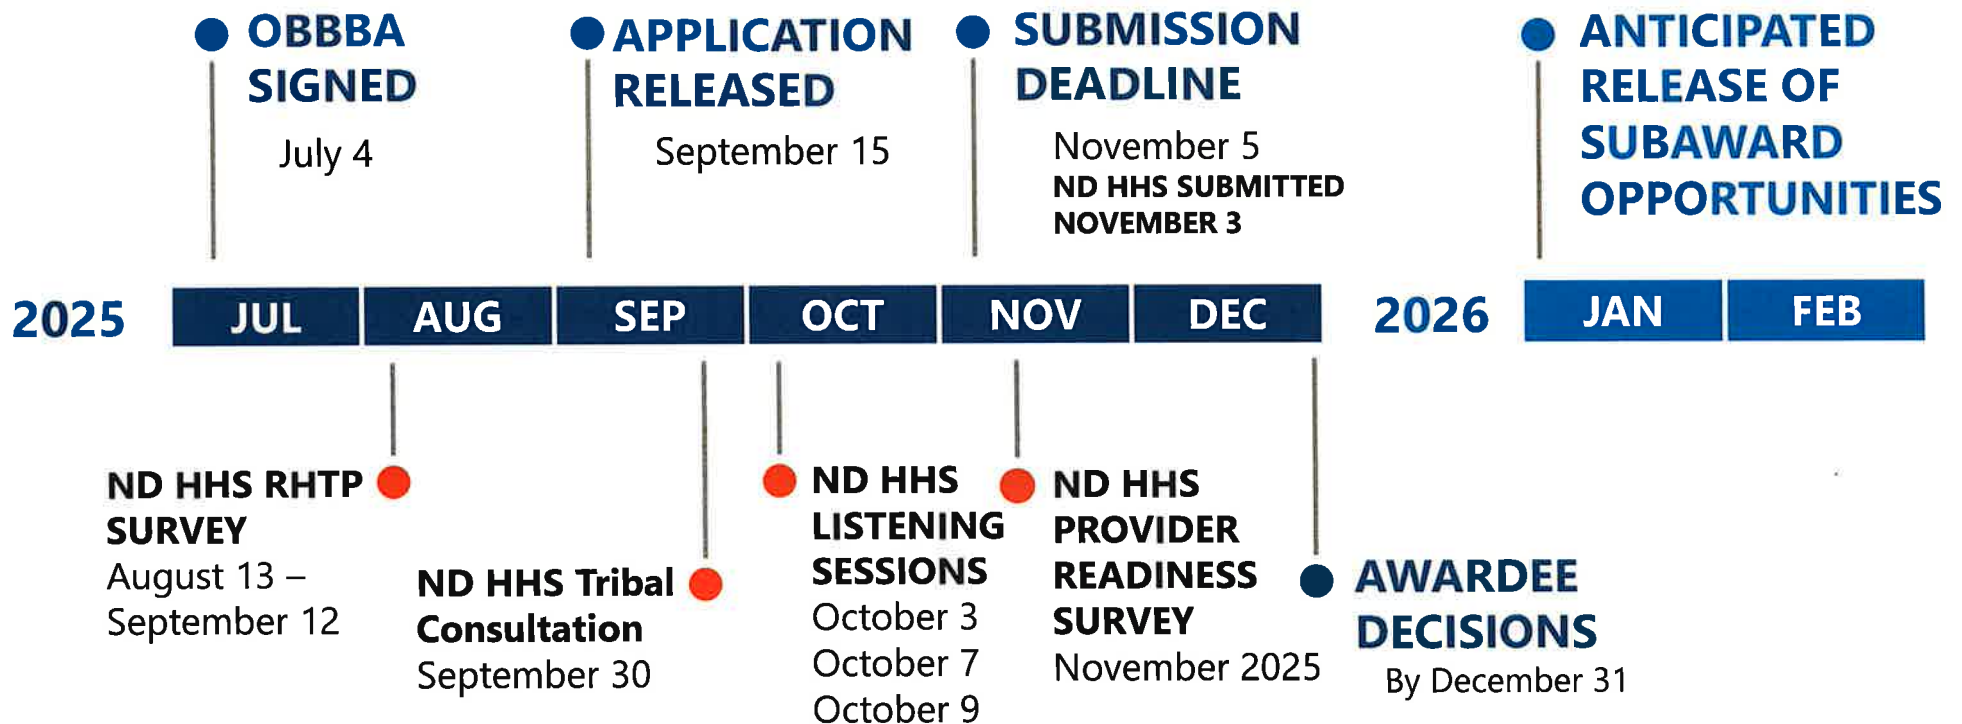 OBBBA
SIGNED
July 4
APPLICATION
RELEASED
September 15
SUBMISSION
DEADLINE
November 5
ND HHS SUBMITTED
NOVEMBER 3
ANTICIPATED
RELEASE OF
SUBAWARD
OPPORTUNITIES
2025
JUL
AUG
SEP
OCT
NOV
DEC
2026
JAN
FEB
ND HHS RHTP
SURVEY
August 13 –
September 12
ND HHS Tribal
Consultation
September 30
ND HHS
LISTENING
SESSIONS
October 3
October 7
October 9
ND HHS
PROVIDER
READINESS
SURVEY
November 2025
AWARDEE
DECISIONS
By December 31